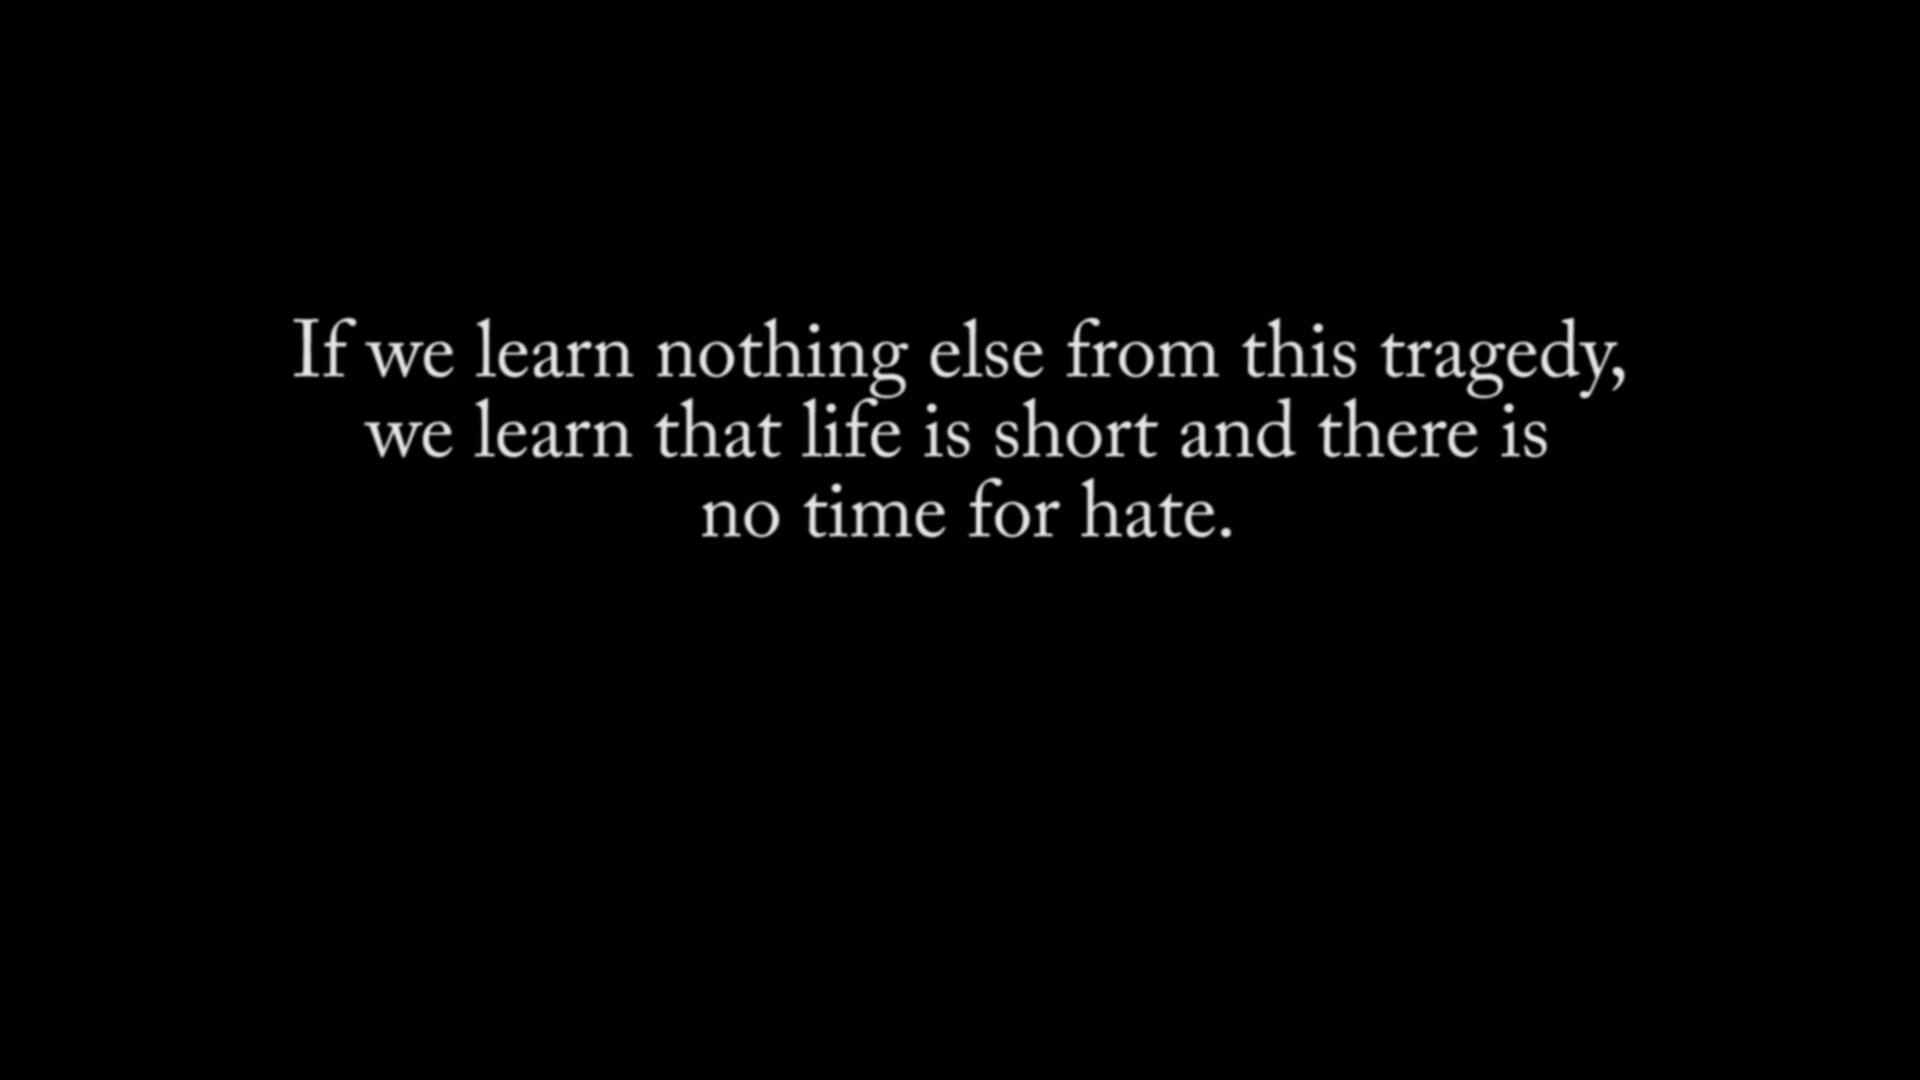 If we learn nothing else from this tragedy,
we learn that life is short and there is
no time for hate.